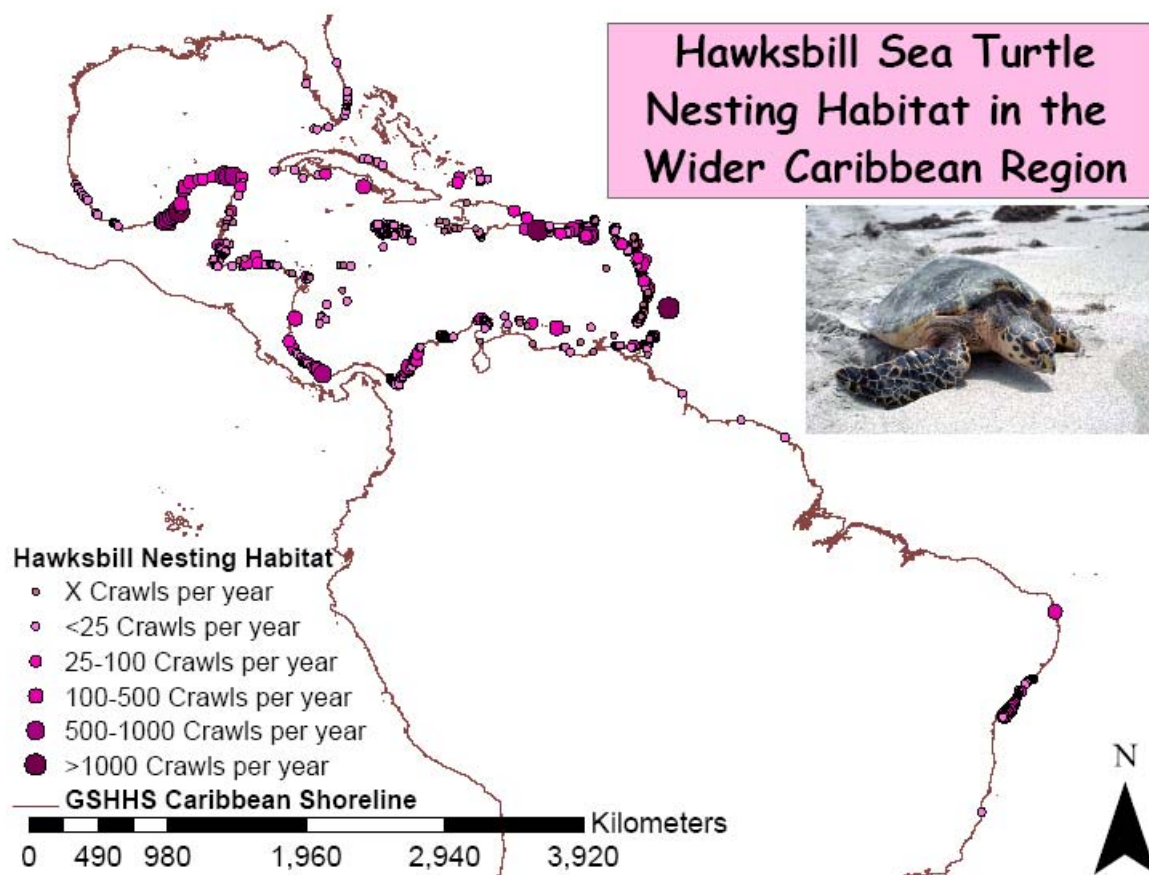 Hawksbill Sea Turtle
Nesting Habitat in the
Wider Caribbean Region
Hawksbill Nesting Habitat
X Crawls per year
<25 Crawls per year
25-100 Crawls per year
100-500 Crawls per year
500-1000 Crawls per year
>1000 Crawls per year
GSHHS Caribbean Shoreline
Kilometers
0 490 980 1,960 2,940 3,920
N